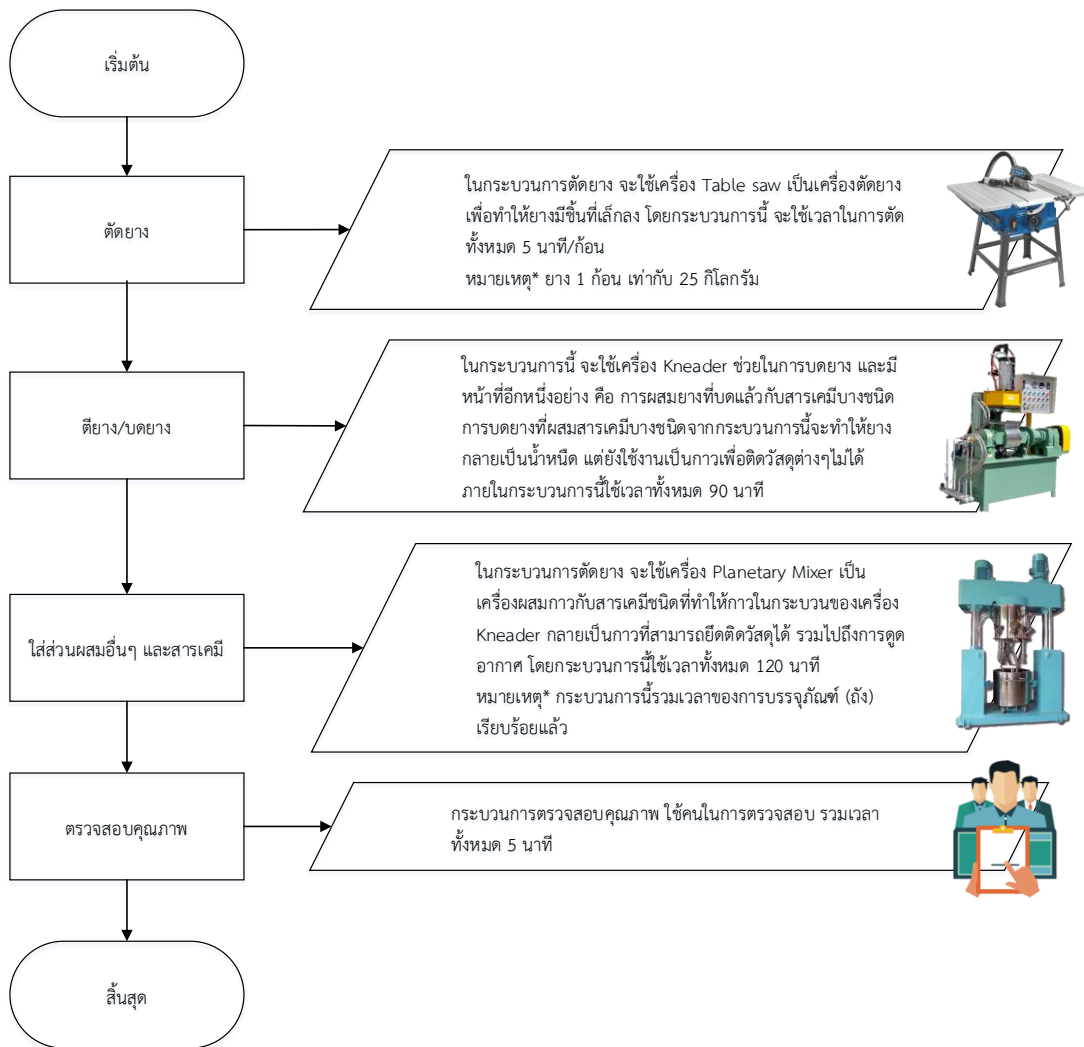 เริ่มต้น
ตัดยาง
ในกระบวนการตัดยาง จะใช้เครื่อง Table saw เป็นเครื่องตัดยาง
เพื่อทำให้ยางมีชิ้นที่เล็กลง โดยกระบวนการนี้ จะใช้เวลาในการตัด
ทั้งหมด 5 นาที/ก้อน
หมายเหตุ* ยาง 1 ก้อน เท่ากับ 25 กิโลกรัม
ตียาง/บดยาง
ในกระบวนการนี้ จะใช้เครื่อง Kneader ช่วยในการบดยาง และมี
หน้าที่อีกหนึ่งอย่าง คือ การผสมยางที่บดแล้วกับสารเคมีบางชนิด
การบดยางที่ผสมสารเคมีบางชนิดจากกระบวนการนี้จะทำให้ยาง
กลายเป็นน้ำหนืด แต่ยังใช้งานเป็นกาวเพื่อติดวัสดุต่างๆไม่ได้
ภายในกระบวนการนี้ใช้เวลาทั้งหมด 90 นาที
ใส่ส่วนผสมอื่นๆ และสารเคมี
ในกระบวนการตัดยาง จะใช้เครื่อง Planetary Mixer เป็น
เครื่องผสมกาวกับสารเคมีชนิดที่ทำให้กาวในกระบวนของเครื่อง
Kneader กลายเป็นกาวที่สามารถยึดติดวัสดุได้ รวมไปถึงการดูด
อากาศ โดยกระบวนการนี้ใช้เวลาทั้งหมด 120 นาที
หมายเหตุ* กระบวนการนี้รวมเวลาของการบรรจุภัณฑ์ (ถัง)
เรียบร้อยแล้ว
ตรวจสอบคุณภาพ
กระบวนการตรวจสอบคุณภาพ ใช้คนในการตรวจสอบ รวมเวลา
ทั้งหมด 5 นาที
สิ้นสุด